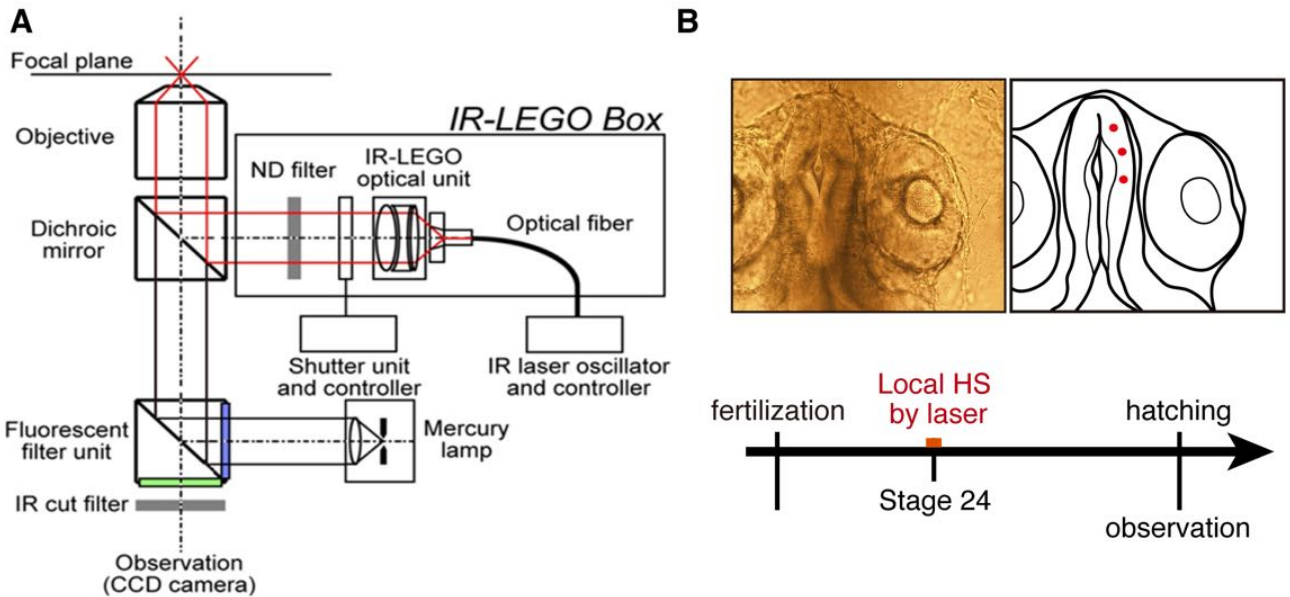 A
Focal plane
Objective
IR-LEGO Box
ND filter
IR-LEGO
optical unit
Optical fiber
Dichroic
mirror
Shutter unit
and controller
IR laser oscillator
and controller
Fluorescent
filter unit
Mercury
lamp
IR cut filter
Observation
(CCD camera)
B
fertilization
Local HS
by laser
hatching
Stage 24
observation